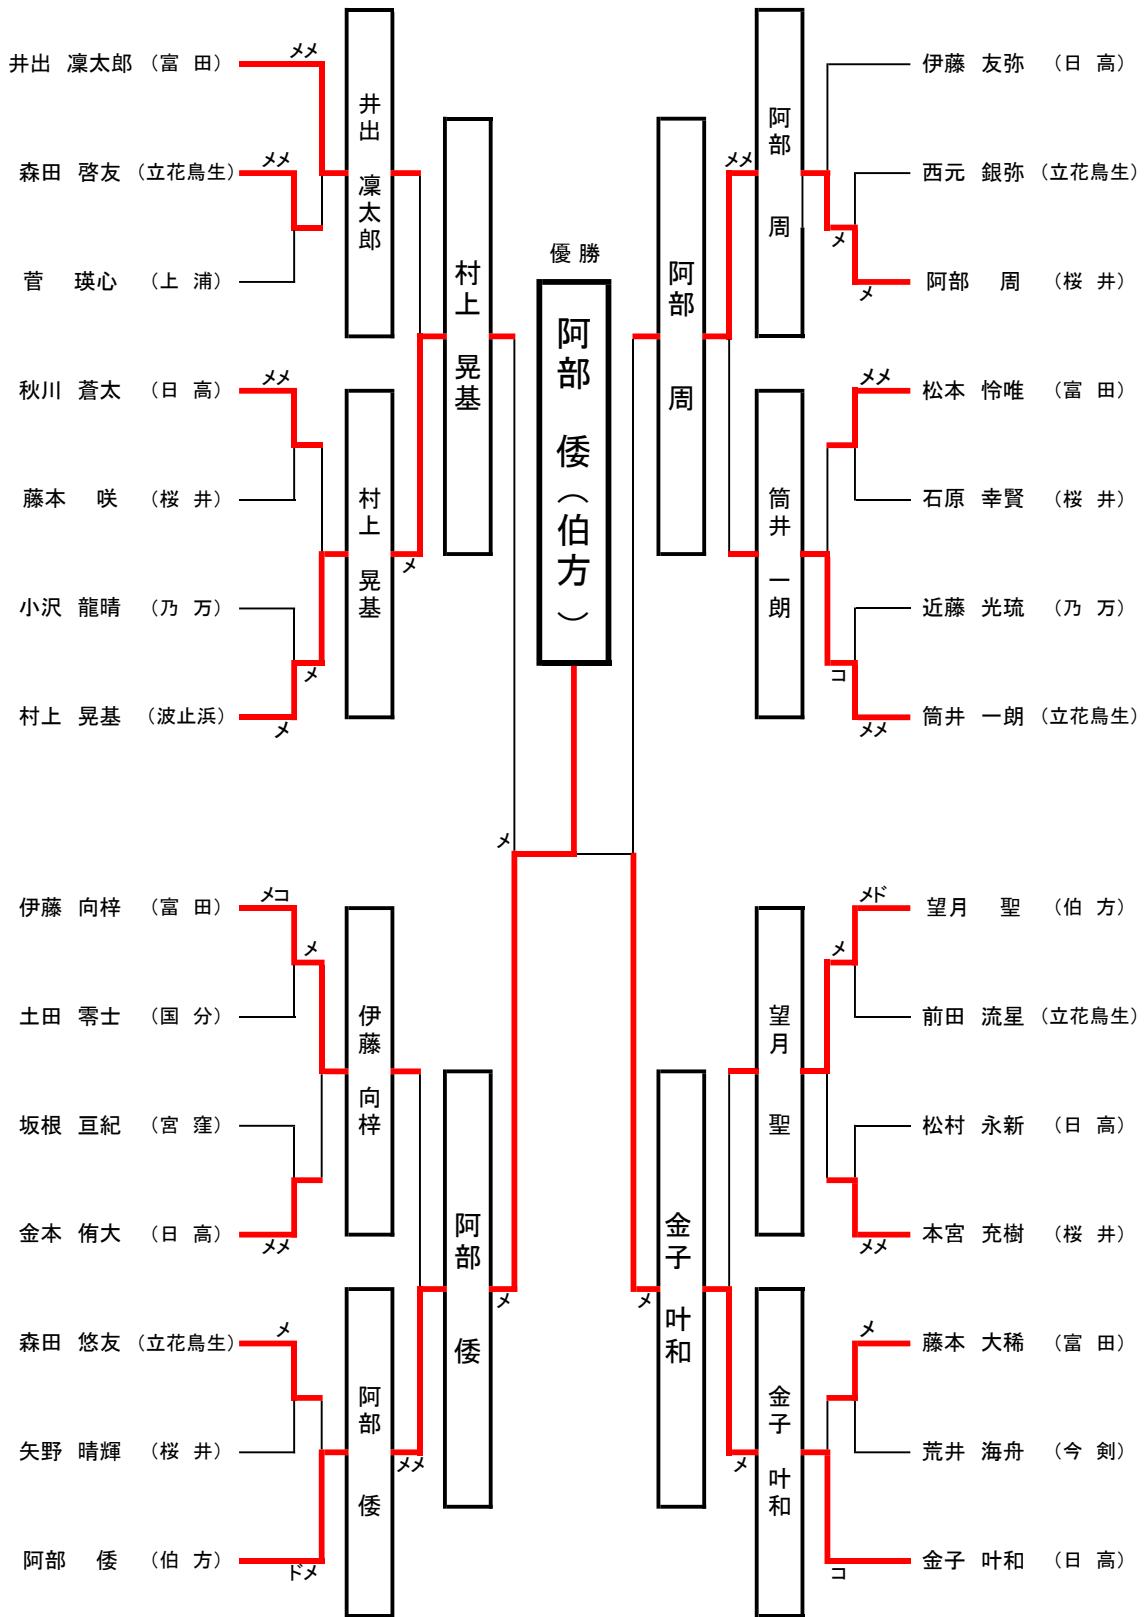 井出 凜太郎 （富 田）
メメ
森田 啓友 （立花鳥生）
メメ
菅 瑛心 （上 浦）
秋川 蒼太 （日 高）
メメ
藤本 咲 （桜 井）
小沢 龍晴 （乃 万）
メ
村上 晃基 （波止浜）
メ
井出 凜太郎
村上 晃基
メ
村上 晃基
伊藤 向梓 （富 田）
メコ
メ
土田 零士 （国 分）
坂根 亘紀 （宮 窪）
金本 侑大 （日 高）
メメ
森田 悠友 （立花鳥生）
メ
矢野 晴輝 （桜 井）
阿部 倭 （伯 方）
ドメ
伊藤 向梓
阿部 倭
メメ
阿部 倭
メ
メ
優 勝
阿部 倭（伯方）
阿部 周
メメ
阿部 周
筒井 一朗
伊藤 友弥 （日 高）
西元 銀弥 （立花鳥生）
メ
阿部 周 （桜 井）
メ
メメ
松本 怜唯 （富 田）
石原 幸賢 （桜 井）
近藤 光琉 （乃 万）
コ
筒井 一朗 （立花鳥生）
メメ
金子 叶和
メ
望月 聖
金子 叶和
メ
メド
望月 聖 （伯 方）
メ
前田 流星 （立花鳥生）
松村 永新 （日 高）
本宮 充樹 （桜 井）
メメ
メ
藤本 大稀 （富 田）
荒井 海舟 （今 剣）
金子 叶和 （日 高）
コ